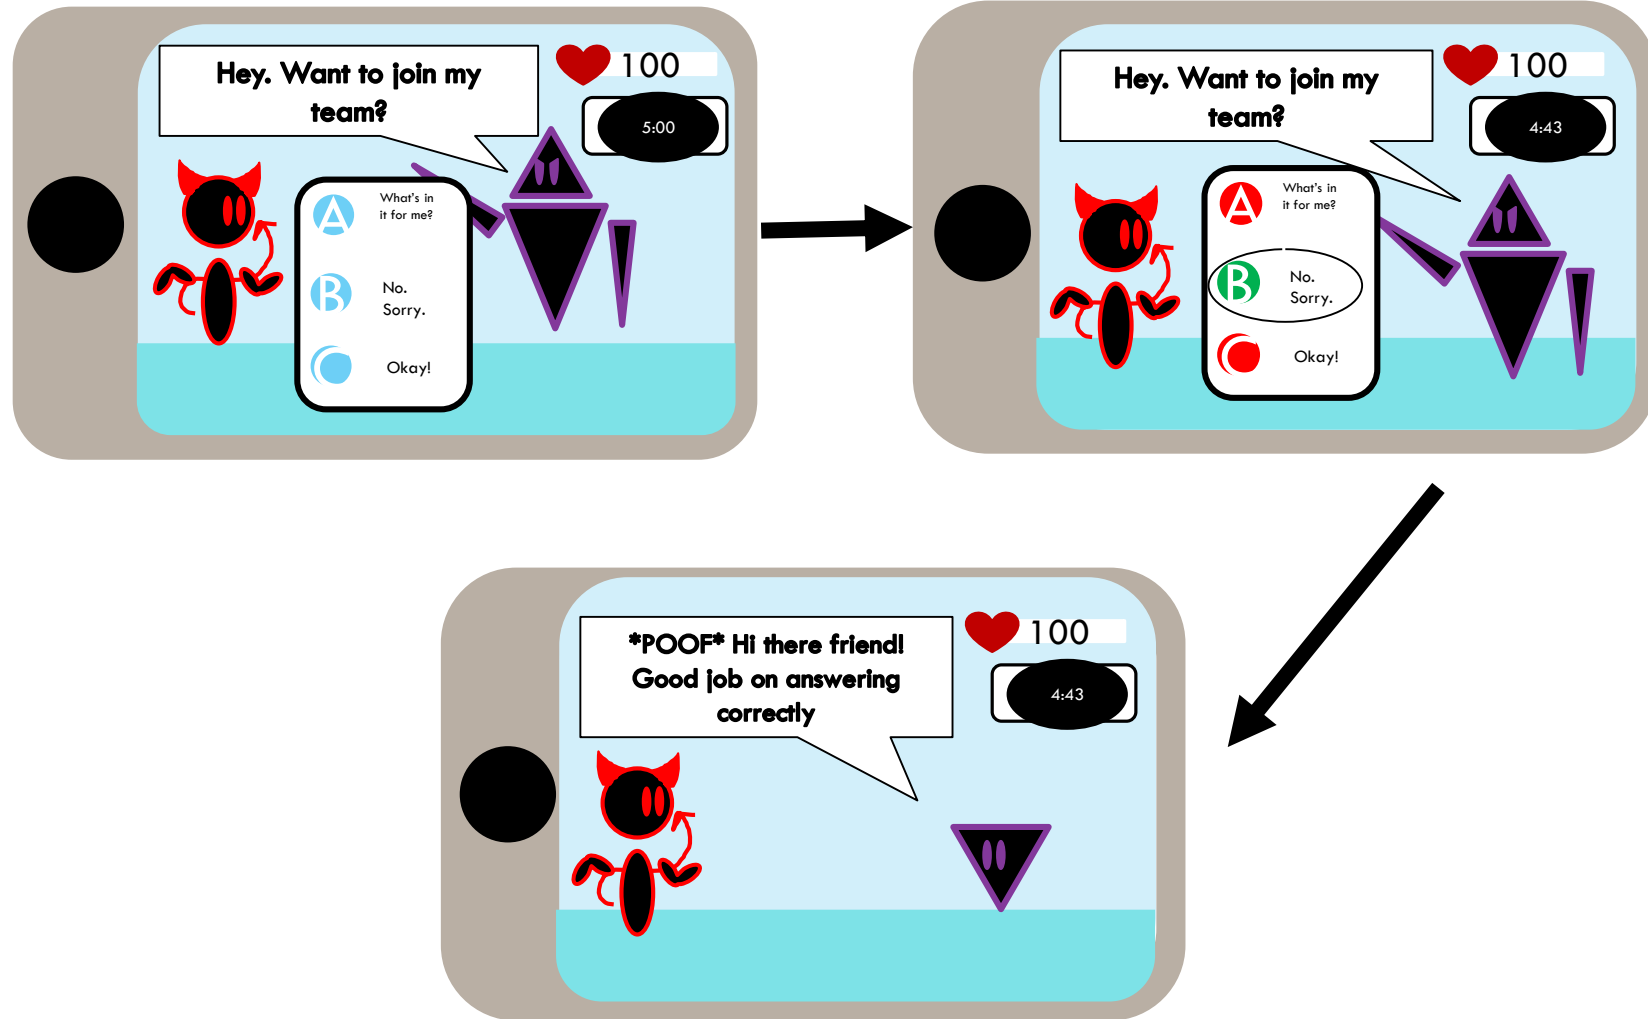 Hey. Want to join my
team?
100
5:00
A
What's in
it for me?
B
No.
Sorry.
C
Okay!
Hey. Want to join my
team?
100
4:43
A
What's in
it for me?
B
No.
Sorry.
C
Okay!
*POOF* Hi there friend!
Good job on answering
correctly
100
4:43